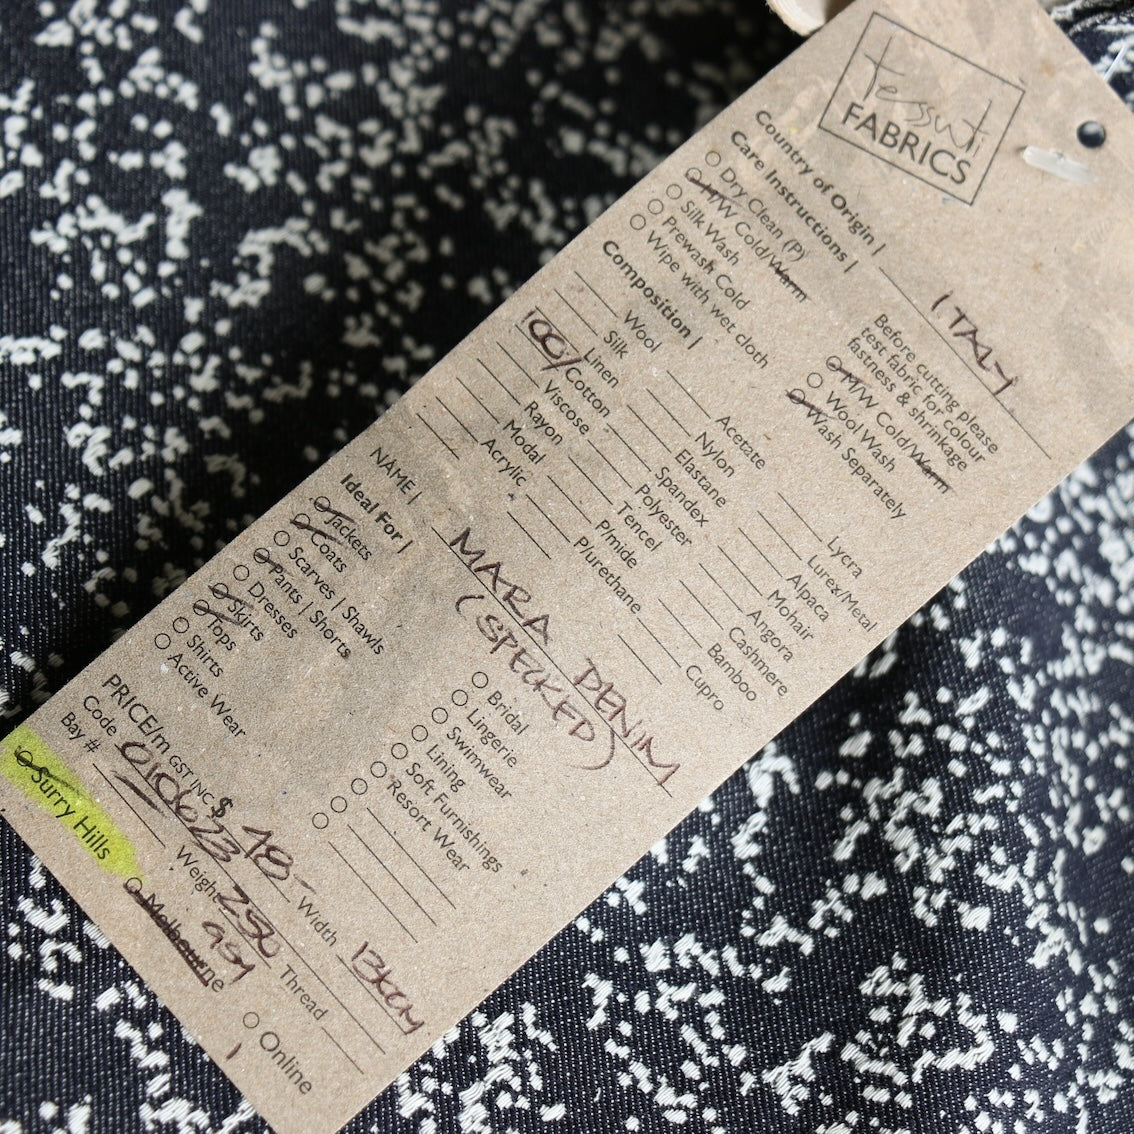 tessuti
FABRICS
Country of Origin | ITALY
Care Instructions |
Dry Clean (P)
M/W Cold/Warm
Silk Wash
Prewash Cold
Wipe with wet cloth
Before cutting please
test fabric for colour
fastness & shrinkage
M/W Cold/Warm
Wool Wash
Wash Separately
Composition |
Wool
Silk
Linen
100% Cotton
Viscose
Rayon
Modal
Acrylic
Acetate
Nylon
Elastane
Spandex
Polyester
Tencel
P/mide
P/urethane
Lycra
Lurex/Metal
Alpaca
Mohair
Angora
Cashmere
Bamboo
Cupro
NAME | MARA DENIM
(SPECKED)
Ideal For |
Jackets
Coats
Scarves | Shawls
Pants | Shorts
Dresses
Skirts
Tops
Shirts
Active Wear
Bridal
Lingerie
Swimwear
Lining
Soft Furnishings
Resort Wear
PRICE/m GST INC $ 48- Width
Code 010623 Weight Thread
Bay #
Surry Hills
Melbourne
Online